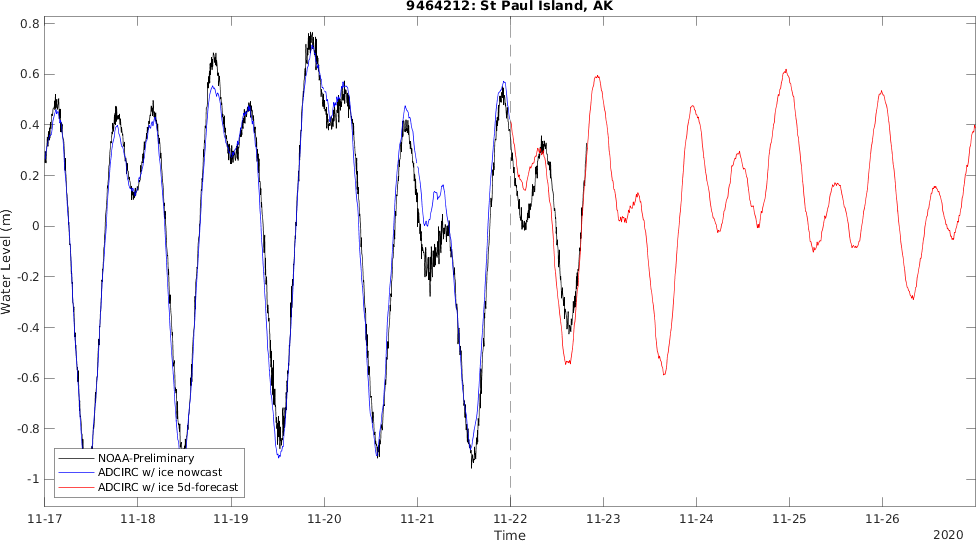 9464212: St Paul Island, AK
0.8
0.6
0.4
0.2
0
-0.2
-0.4
-0.6
-0.8
-1
Water Level (m)
NOAA-Preliminary
ADCIRC w/ ice nowcast
ADCIRC w/ ice 5d-forecast
11-17 11-18 11-19 11-20 11-21 11-22 11-23 11-24 11-25 11-26
Time
2020